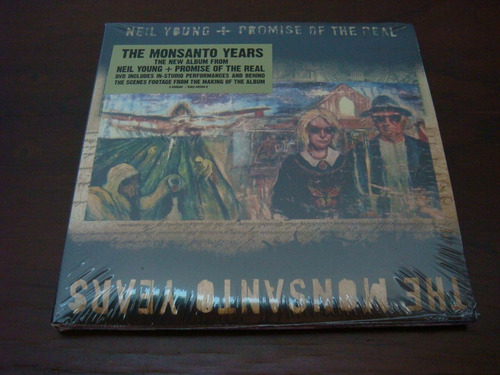 NEIL YOUNG + PROMISE OF THE REAL
THE MONSANTO YEARS
THE NEW ALBUM FROM
NEIL YOUNG + PROMISE OF THE REAL
DVD INCLUDES IN-STUDIO PERFORMANCES AND BEHIND
THE SCENES FOOTAGE FROM THE MAKING OF THE ALBUM
THE MONSANTO YEARS